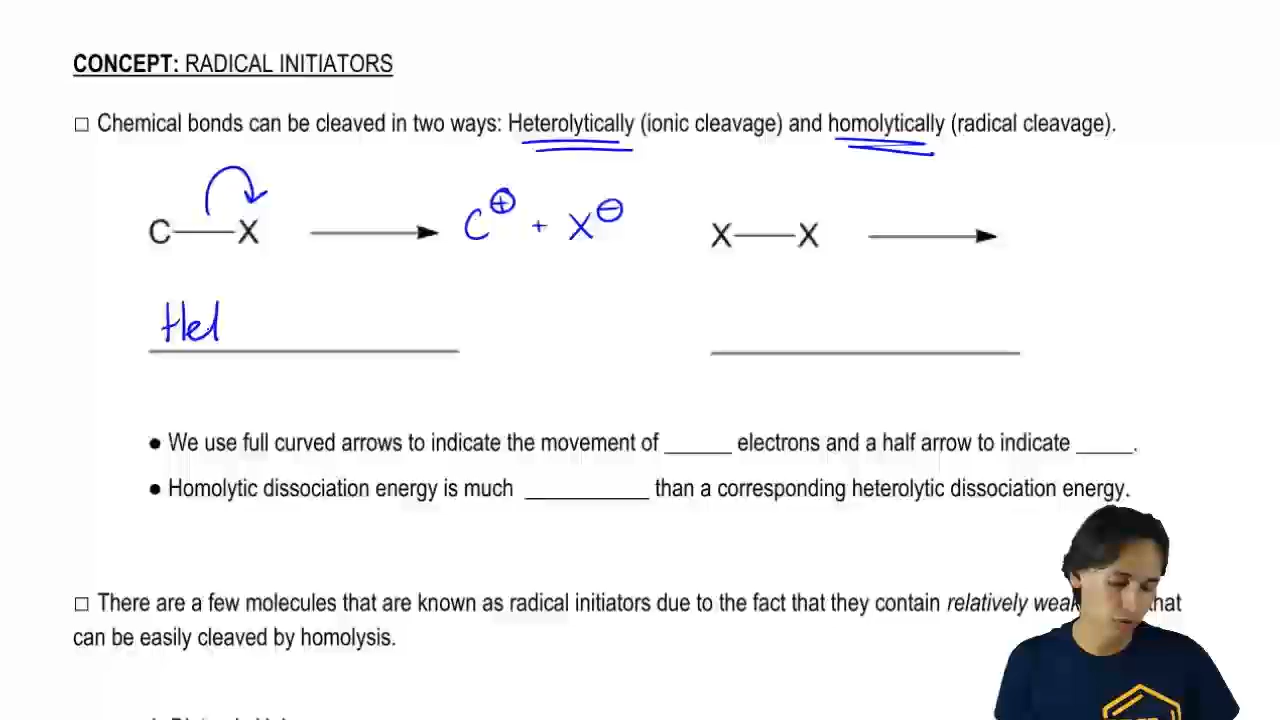 CONCEPT: RADICAL INITIATORS
□ Chemical bonds can be cleaved in two ways: Heterolytically (ionic cleavage) and homolytically (radical cleavage).
C—X → C⊕ + X⊖
X—X →
Het
● We use full curved arrows to indicate the movement of ______ electrons and a half arrow to indicate _____.
● Homolytic dissociation energy is much ___________ than a corresponding heterolytic dissociation energy.
□ There are a few molecules that are known as radical initiators due to the fact that they contain relatively weak that
can be easily cleaved by homolysis.